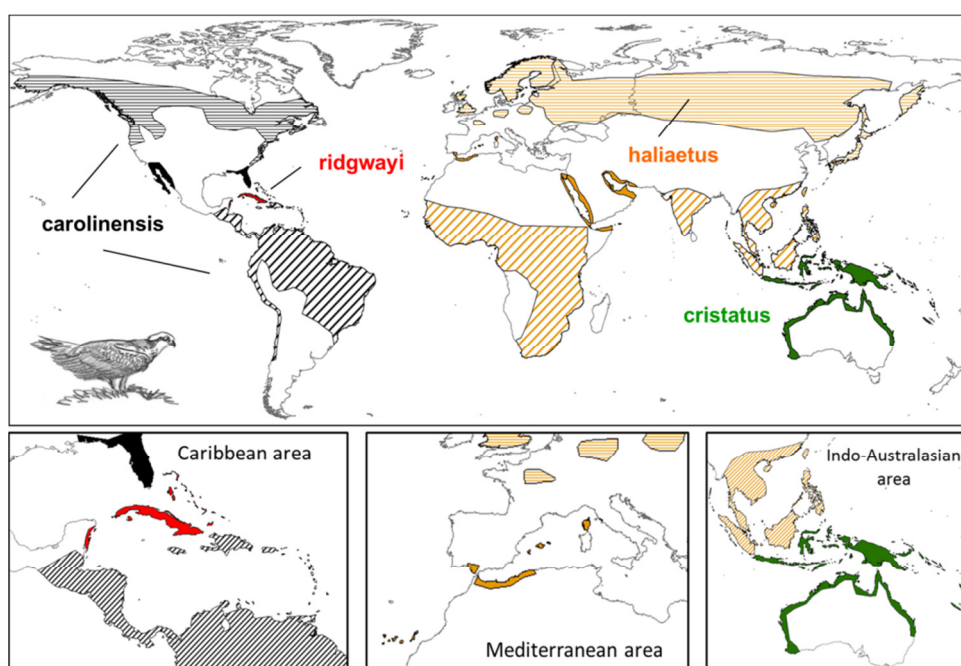 ridgwayi
haliaetus
carolinensis
cristatus
Caribbean area
Mediterranean area
Indo-Australasian
area